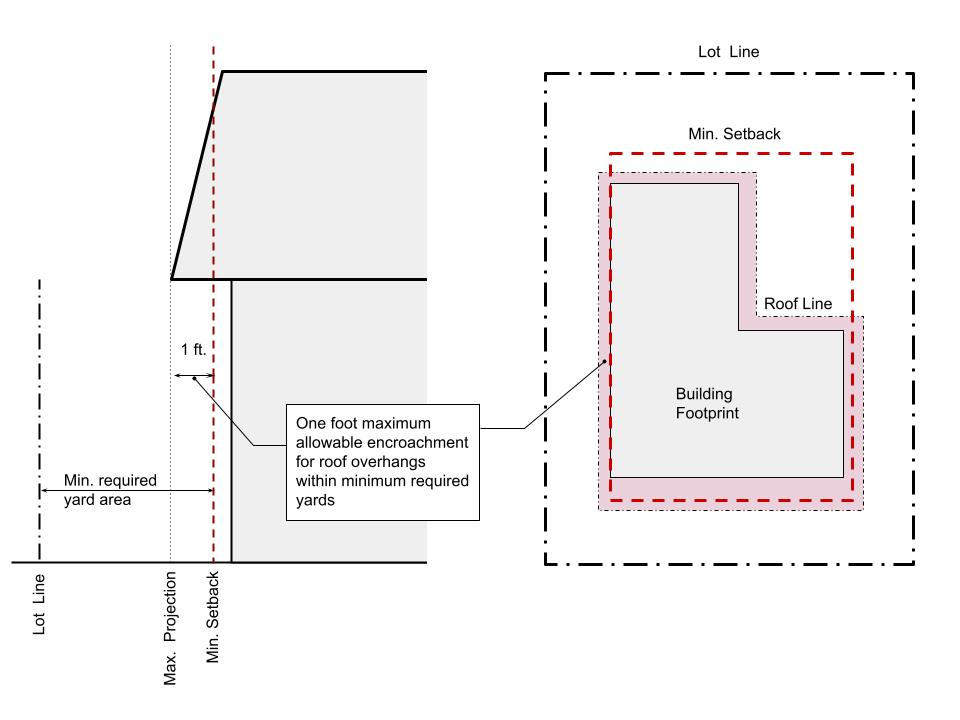 Lot Line
Min. Setback
Roof Line
1 ft.
Building
Footprint
One foot maximum
allowable encroachment
for roof overhangs
within minimum required
yards
Min. required
yard area
Lot Line
Max. Projection
Min. Setback